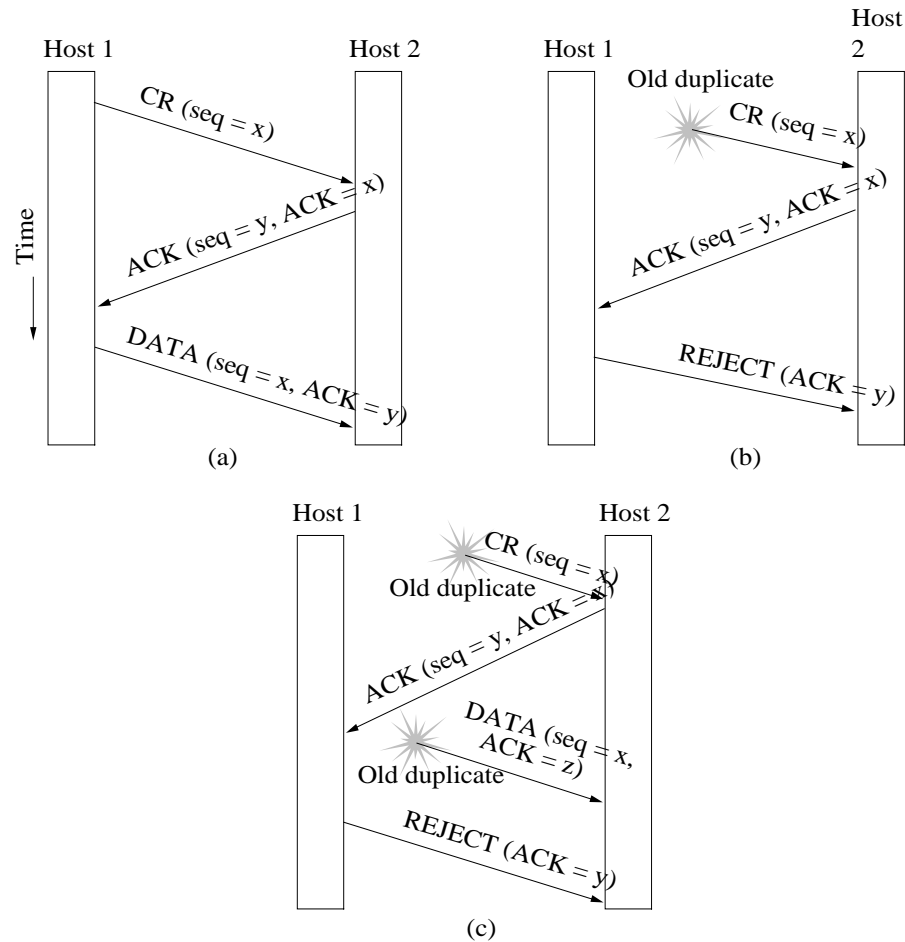 Host 1
Host 2
CR (seq = x)
ACK (seq = y, ACK = x)
DATA (seq = x, ACK = y)
Time
(a)
Host 1
Host
2
Old duplicate
CR (seq = x)
ACK (seq = y, ACK = x)
REJECT (ACK = y)
(b)
Host 1
Host 2
CR (seq = x)
Old duplicate
ACK (seq = y, ACK = x)
DATA (seq = x,
ACK = z)
Old duplicate
REJECT (ACK = y)
(c)